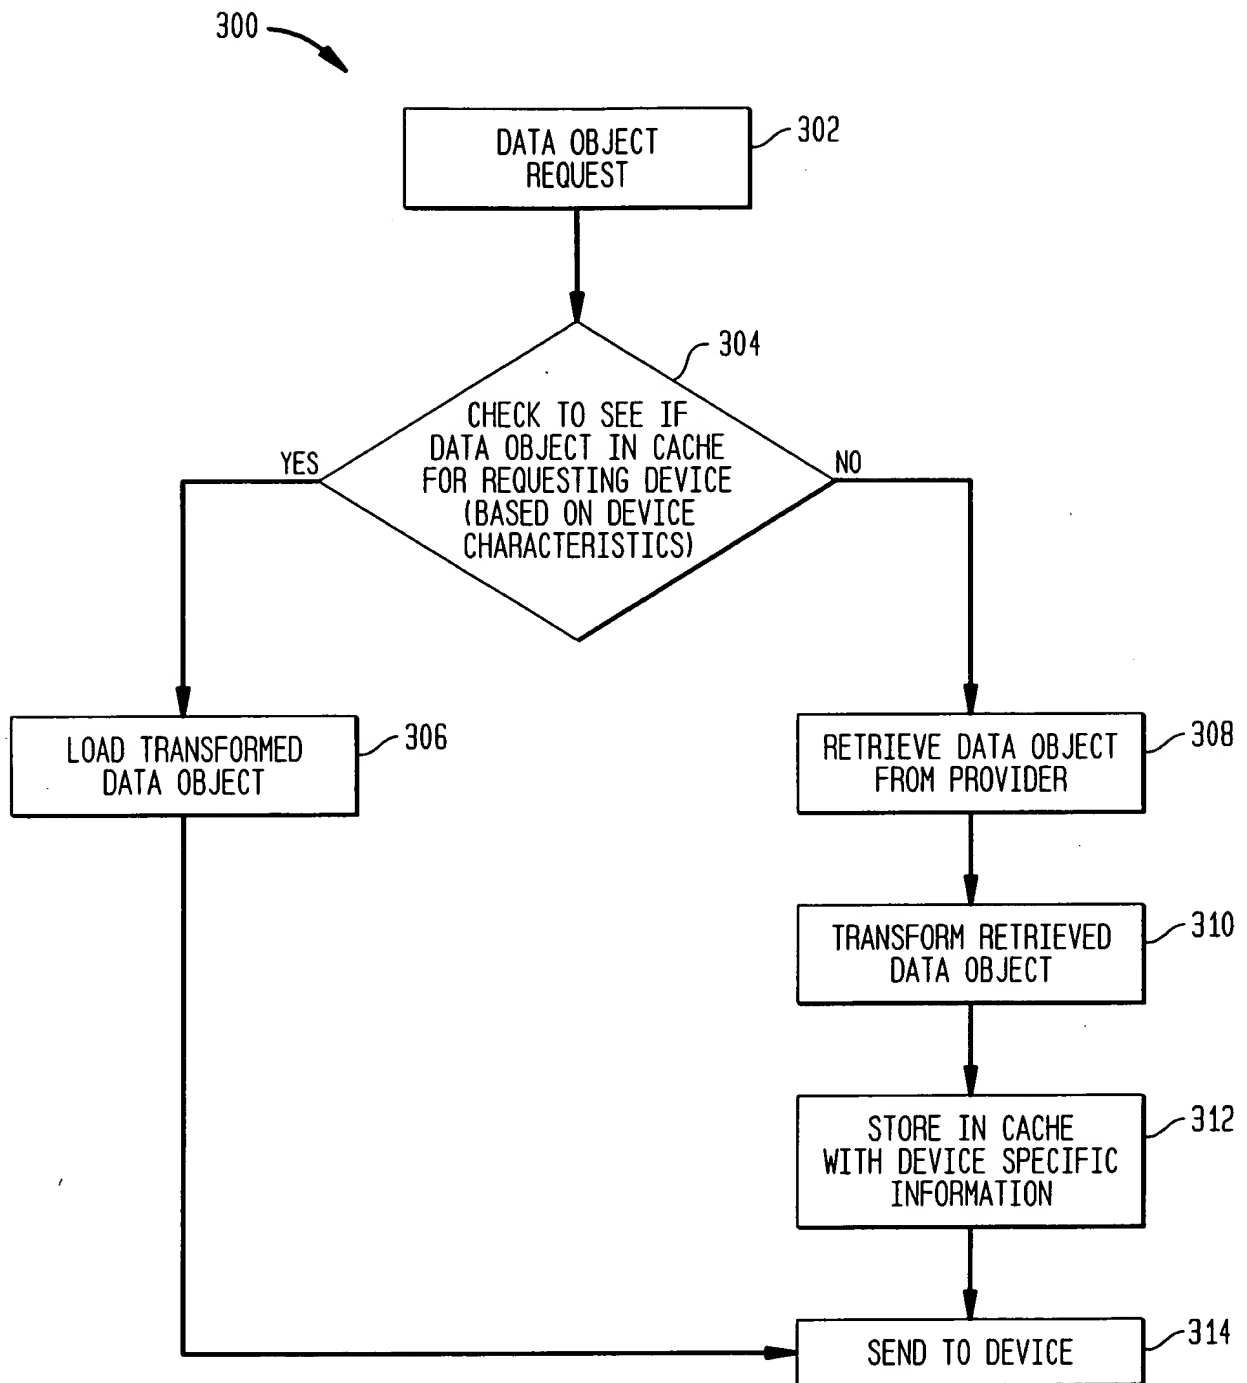 300
DATA OBJECT
REQUEST
302
304
CHECK TO SEE IF
DATA OBJECT IN CACHE
FOR REQUESTING DEVICE
(BASED ON DEVICE
CHARACTERISTICS)
YES
NO
LOAD TRANSFORMED
DATA OBJECT
306
RETRIEVE DATA OBJECT
FROM PROVIDER
308
TRANSFORM RETRIEVED
DATA OBJECT
310
STORE IN CACHE
WITH DEVICE SPECIFIC
INFORMATION
312
SEND TO DEVICE
314